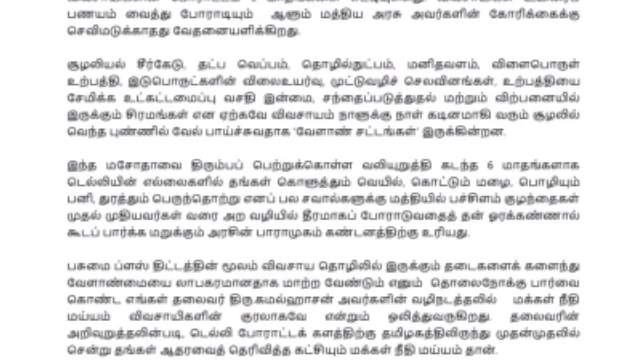 பணயம் வைத்து போராடியும் ஆளும் மத்திய அரசு அவர்களின் கோரிக்கைக்கு
செவிமடுக்காதது வேதனையளிக்கிறது.
சூழலியல் சீர்கேடு, தட்ப வெப்பம், தொழில்நுட்பம், மனிதவளம், விளைபொருள்
உற்பத்தி, இடுபொருட்களின் விலைஉயர்வு, முட்டுவழிச் செலவினங்கள், உற்பத்தியை
சேமிக்க உட்கட்டமைப்பு வசதி இன்மை, சந்தைப்படுத்துதல் மற்றும் விற்பனையில்
இருக்கும் சிரமங்கள் என ஏற்கவே விவசாயம் நாளுக்கு நாள் கடினமாகி வரும் சூழலில்
வெந்த புண்ணில் வேல் பாய்ச்சுவதாக 'வேளாண் சட்டங்கள்' இருக்கின்றன.
இந்த மசோதாவை திரும்பப் பெற்றுக்கொள்ள வலியுறுத்தி கடந்த 6 மாதங்களாக
டெல்லியின் எல்லைகளில் தங்கள் கொளுத்தும் வெயில், கொட்டும் மழை, பொழியும்
பனி, துரத்தும் பெருந்தொற்று எனப் பல சவால்களுக்கு மத்தியில் பச்சிளம் குழந்தைகள்
முதல் முதியவர்கள் வரை அற வழியில் தீரமாகப் போராடுவதைத் தன் ஓரக்கண்ணால்
கூடப் பார்க்க மறுக்கும் அரசின் பாராமுகம் கண்டனத்திற்கு உரியது.
பசுமை ப்ளஸ் திட்டத்தின் மூலம் விவசாய தொழிலில் இருக்கும் தடைகளைக் களைந்து
வேளாண்மையை லாபகரமானதாக மாற்ற வேண்டும் எனும் தொலைநோக்கு பார்வை
கொண்ட எங்கள் தலைவர் திரு.கமல்ஹாசன் அவர்களின் வழிநடத்தலில் மக்கள் நீதி
மய்யம் விவசாயிகளின் குரலாகவே என்றும் ஒலித்துவருகிறது. தலைவரின்
அறிவுறுத்தலின்படி, டெல்லி போராட்டக் களத்திற்கு தமிழகத்திலிருந்து முதன்முதலில்
சென்று தங்கள் ஆதரவைத் தெரிவித்த கட்சியும் மக்கள் நீதி மய்யம் தான்.